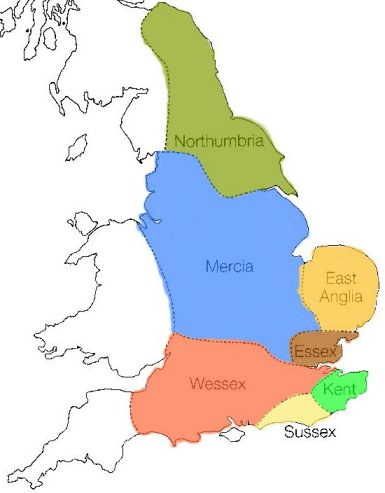 Northumbria
Mercia
East
Anglia
Essex
Wessex
Kent
Sussex